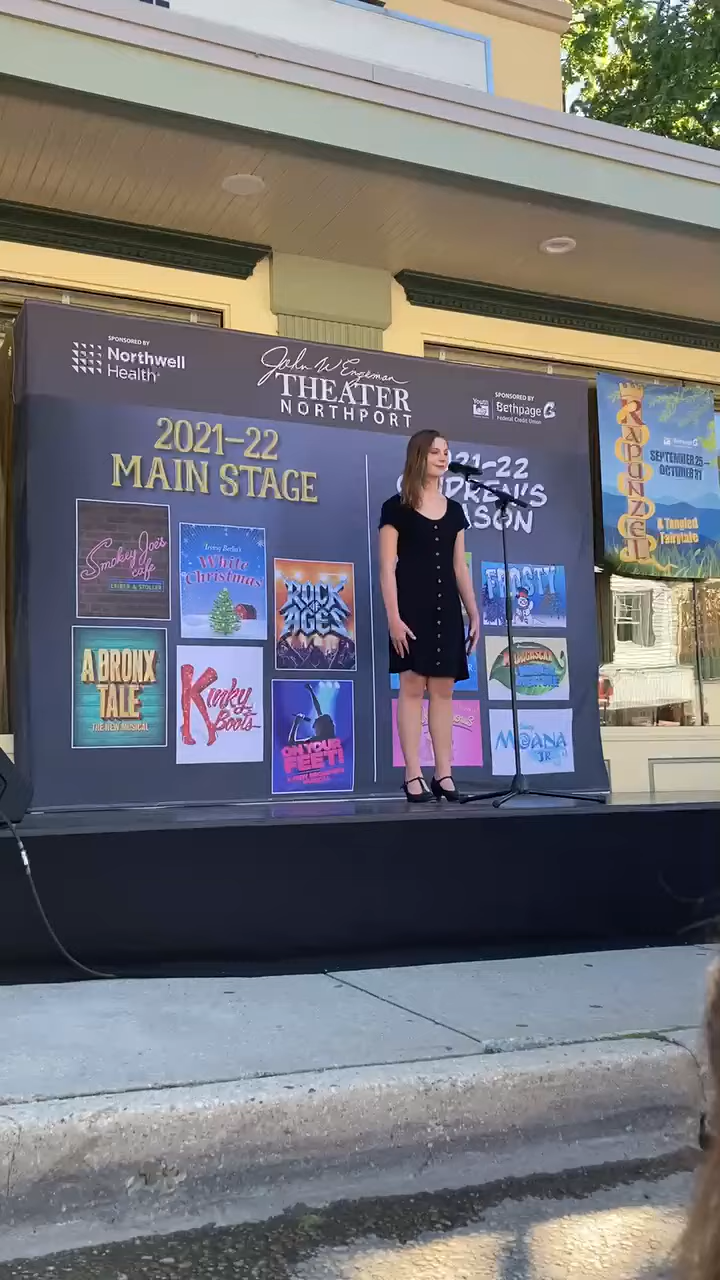 SPONSORED BY
Northwell
Health
John W. Engeman
THEATER
NORTHPORT
SPONSORED BY
Bethpage
Federal Credit Union
2021–22
MAIN STAGE
Smokey Joe's
cafe
LEIBER & STOLLER
Irving Berlin's
White
Christmas
ROCK
OF
AGES
A BRONX
TALE
THE NEW MUSICAL
Kinky
Boots
ON YOUR
FEET!
21–22
FROSTY
MOANA
JR.
RAPUNZEL
Bethpage
SEPTEMBER 25–
OCTOBER 31
A Tangled
Fairytale